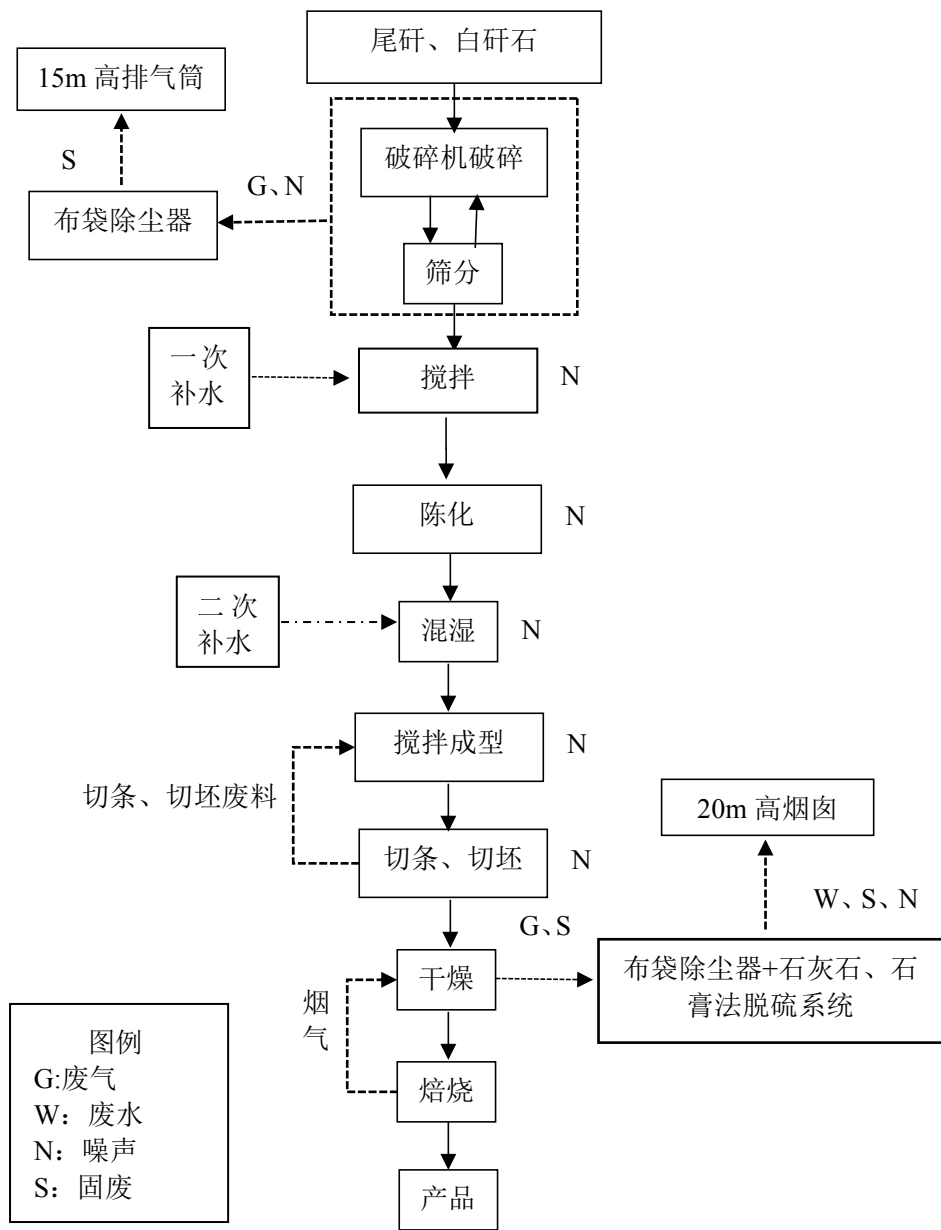 尾矸、白矸石
15m 高排气筒
破碎机破碎
S
G、N
布袋除尘器
筛分
一次
补水
搅拌
N
陈化
N
二次
补水
混湿
N
搅拌成型
N
切条、切坯废料
20m 高烟囱
切条、切坯
N
W、S、N
G、S
干燥
布袋除尘器+石灰石、石
膏法脱硫系统
烟
气
图例
G:废气
W：废水
N：噪声
S：固废
焙烧
产品